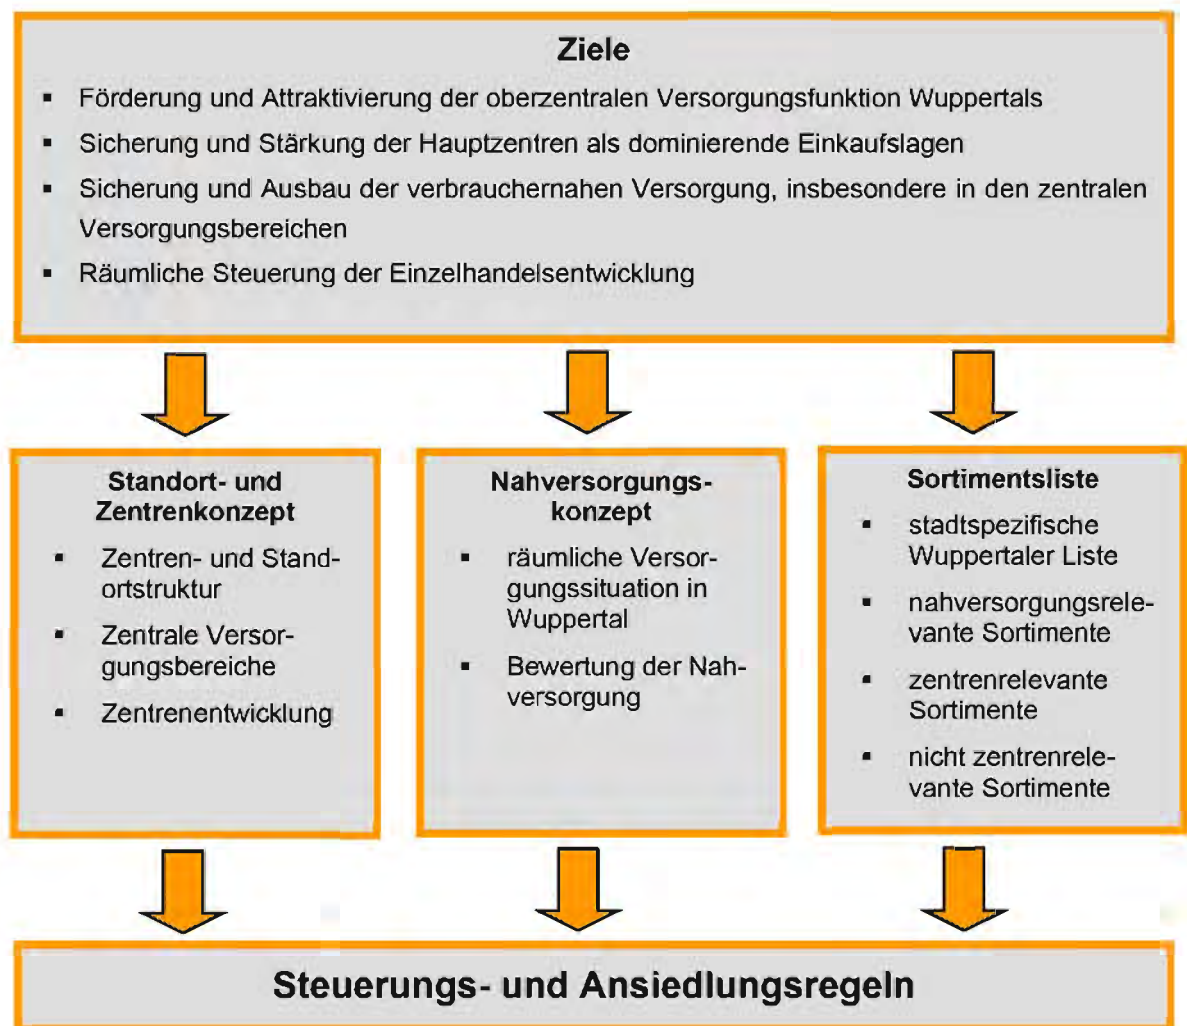 Ziele
▪ Förderung und Attraktivierung der oberzentralen Versorgungsfunktion Wuppertals
▪ Sicherung und Stärkung der Hauptzentren als dominierende Einkaufslagen
▪ Sicherung und Ausbau der verbrauchernahen Versorgung, insbesondere in den zentralen
Versorgungsbereichen
▪ Räumliche Steuerung der Einzelhandelsentwicklung
Standort- und
Zentrenkonzept
▪ Zentren- und Stand-
ortstruktur
▪ Zentrale Versor-
gungsbereiche
▪ Zentrenentwicklung
Nahversorgungs-
konzept
▪ räumliche Versor-
gungssituation in
Wuppertal
▪ Bewertung der Nah-
versorgung
Sortimentsliste
▪ stadtspezifische
Wuppertaler Liste
▪ nahversorgungsrele-
vante Sortimente
▪ zentrenrelevante
Sortimente
▪ nicht zentrenrele-
vante Sortimente
Steuerungs- und Ansiedlungsregeln